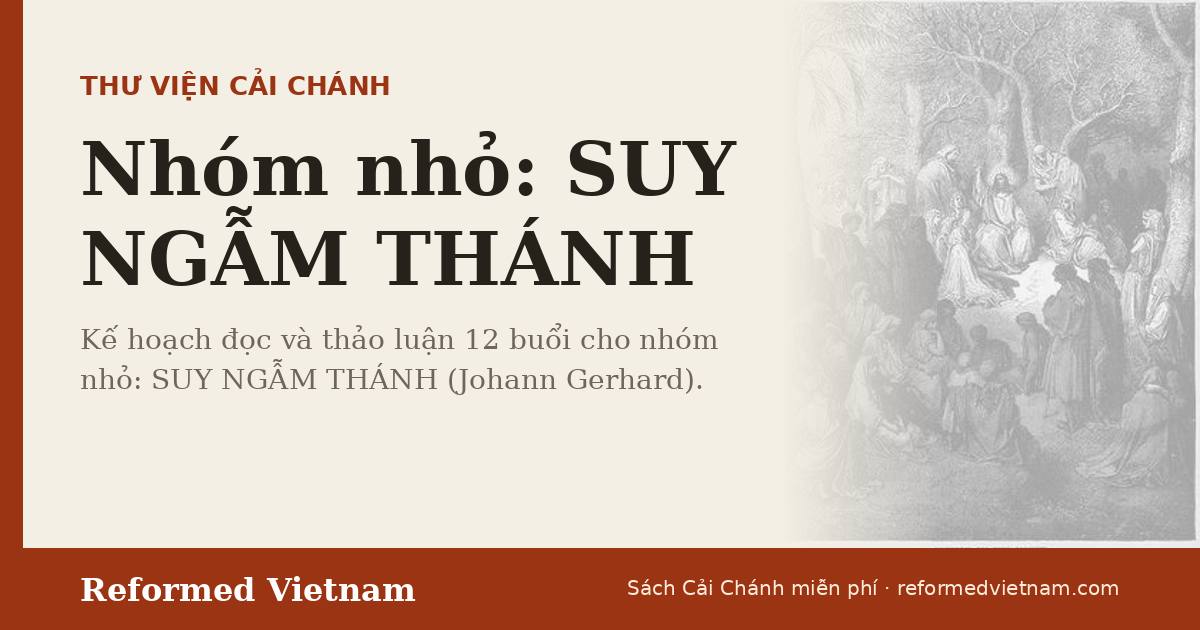 THƯ VIỆN CẢI CHÁNH
Nhóm nhỏ: SUY
NGẪM THÁNH
Kế hoạch đọc và thảo luận 12 buổi cho nhóm
nhỏ: SUY NGẪM THÁNH (Johann Gerhard).
Reformed Vietnam
Sách Cải Chánh miễn phí · reformedvietnam.com